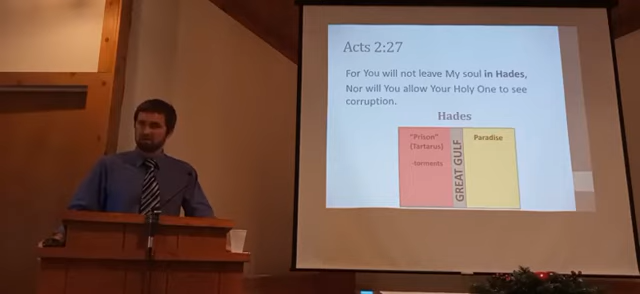 Acts 2:27
For You will not leave My soul in Hades,
Nor will You allow Your Holy One to see
corruption.
Hades
"Prison"
(Tartarus)
-torments
GREAT GULF
Paradise